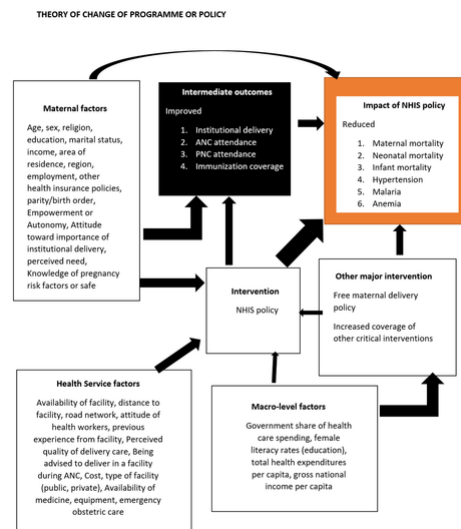 THEORY OF CHANGE OF PROGRAMME OR POLICY
Maternal factors
Age, sex, religion,
education, marital status,
income, area of
residence, region,
employment, other
health insurance policies,
parity/birth order,
Empowerment or
Autonomy, Attitude
toward importance of
institutional delivery,
perceived need,
Knowledge of pregnancy
risk factors or safe
Intermediate outcomes
Improved
1. Institutional delivery
2. ANC attendance
3. PNC attendance
4. Immunization coverage
Impact of NHIS policy
Reduced
1. Maternal mortality
2. Neonatal mortality
3. Infant mortality
4. Hypertension
5. Malaria
6. Anemia
Intervention
NHIS policy
Other major intervention
Free maternal delivery
policy
Increased coverage of
other critical interventions
Health Service factors
Availability of facility, distance to
facility, road network, attitude of
health workers, previous
experience from facility, Perceived
quality of delivery care, Being
advised to deliver in a facility
during ANC, Cost, type of facility
(public, private), Availability of
medicine, equipment, emergency
obstetric care
Macro-level factors
Government share of health
care spending, female
literacy rates (education),
total health expenditures
per capita, gross national
income per capita